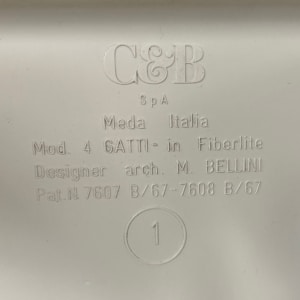 C&B
SpA
Meda Italia
Mod. 4 GATTI- in Fiberlite
Designer arch. M. BELLINI
Pat.N 7607 B/67-7608 B/67
1